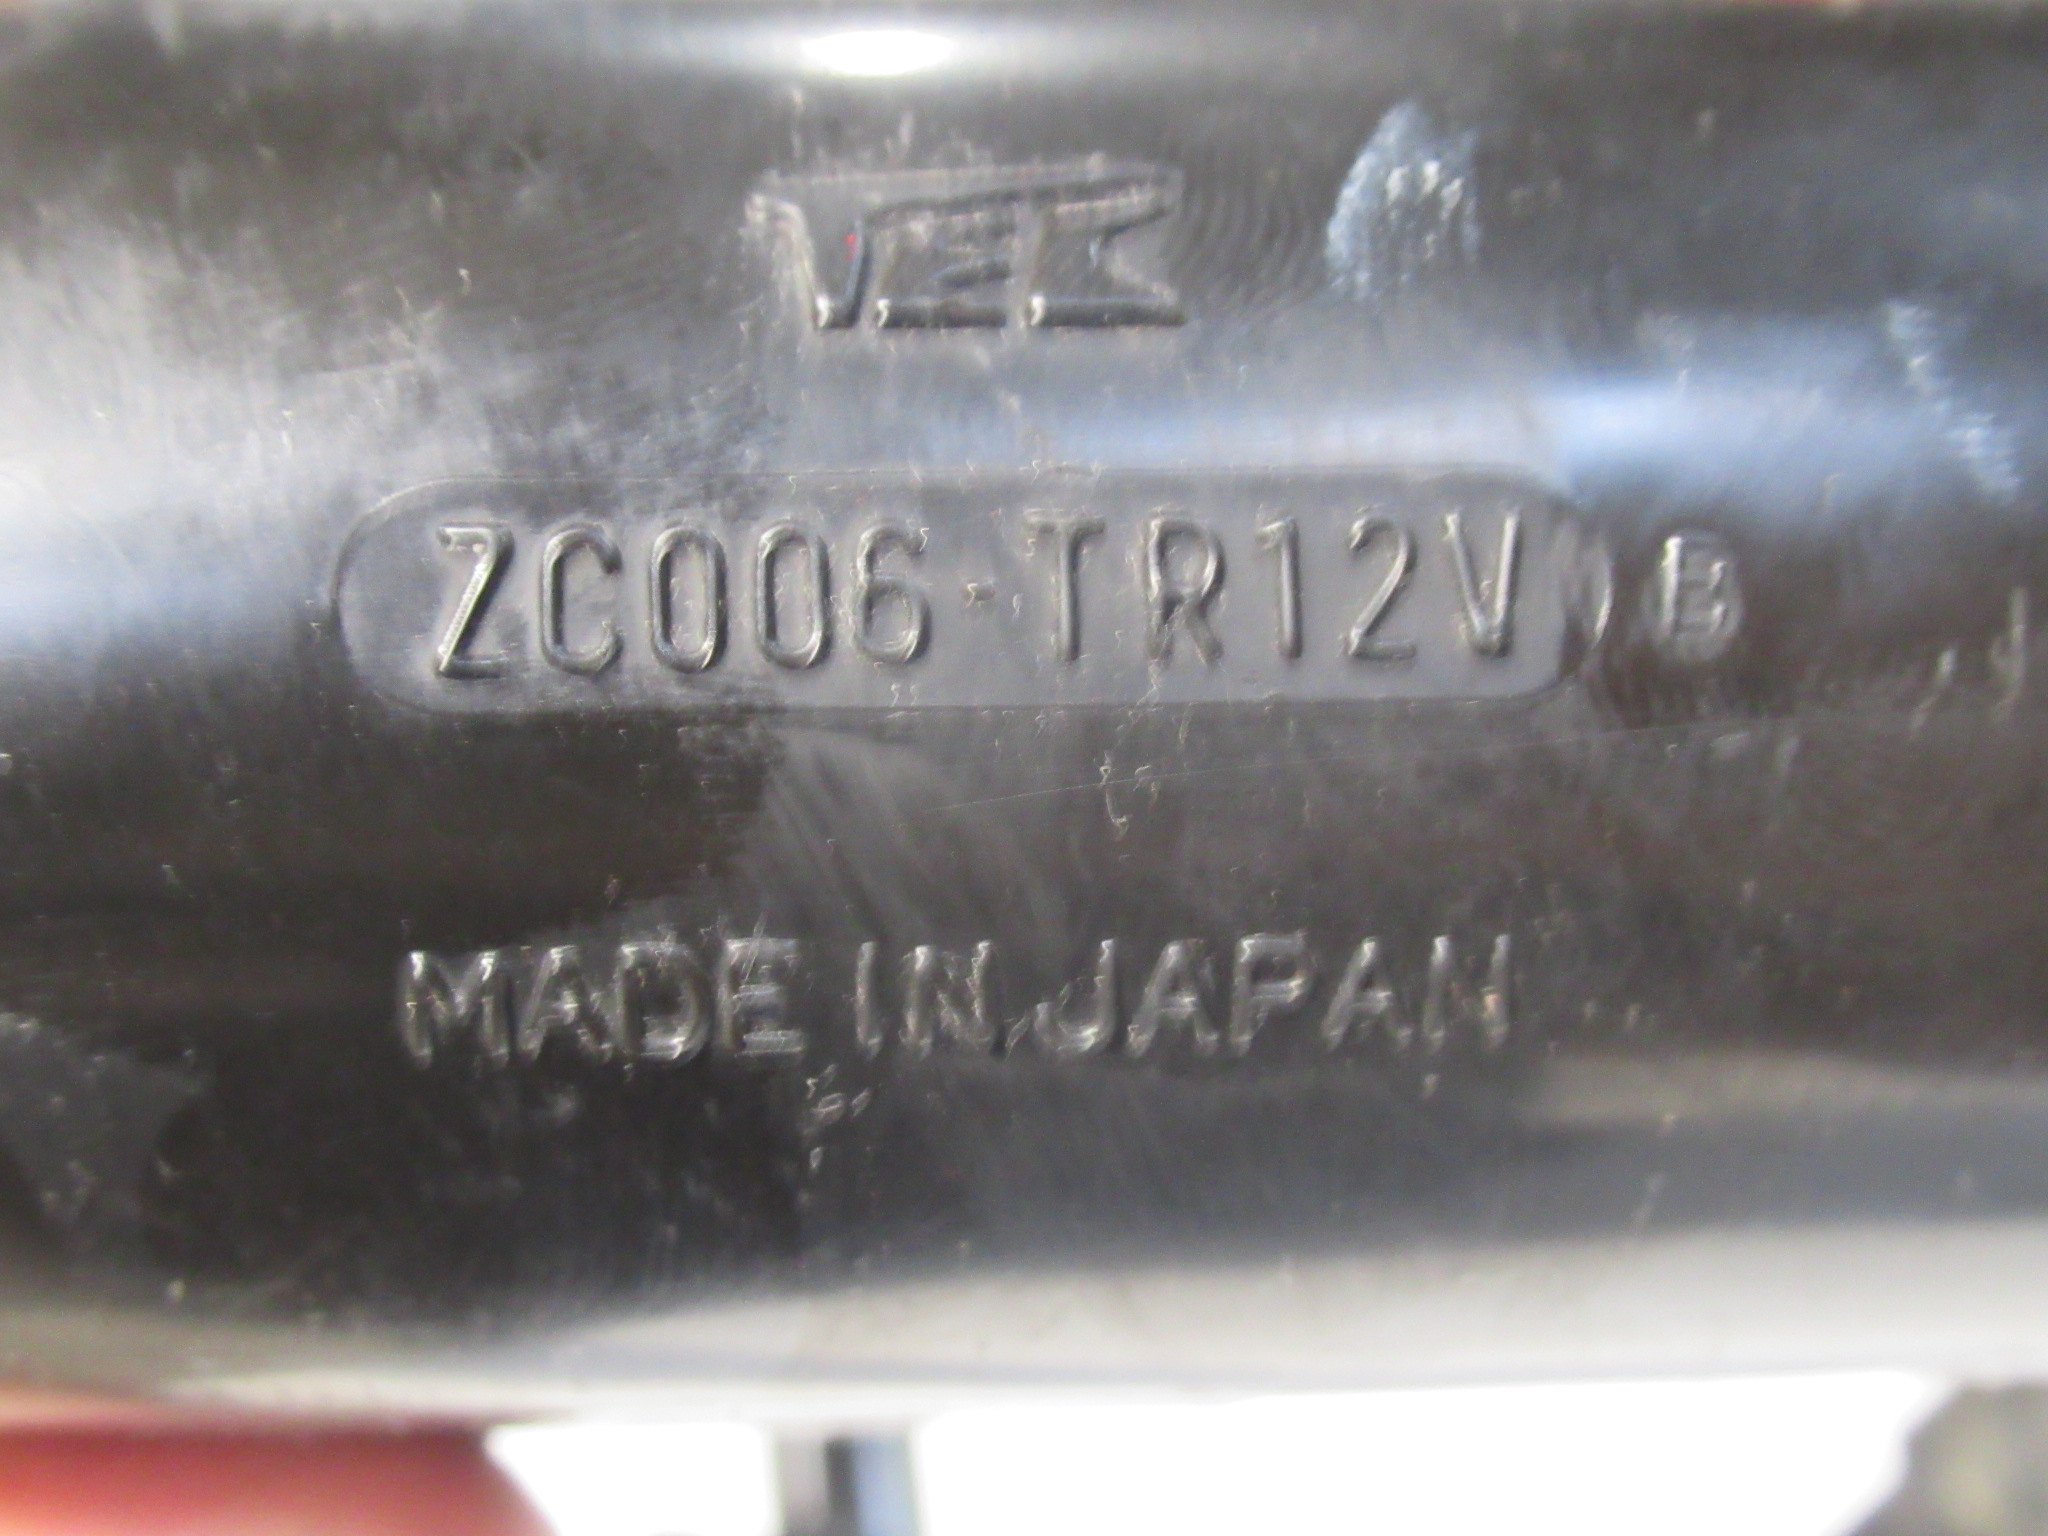 ZC006-TR12V B
MADE IN JAPAN